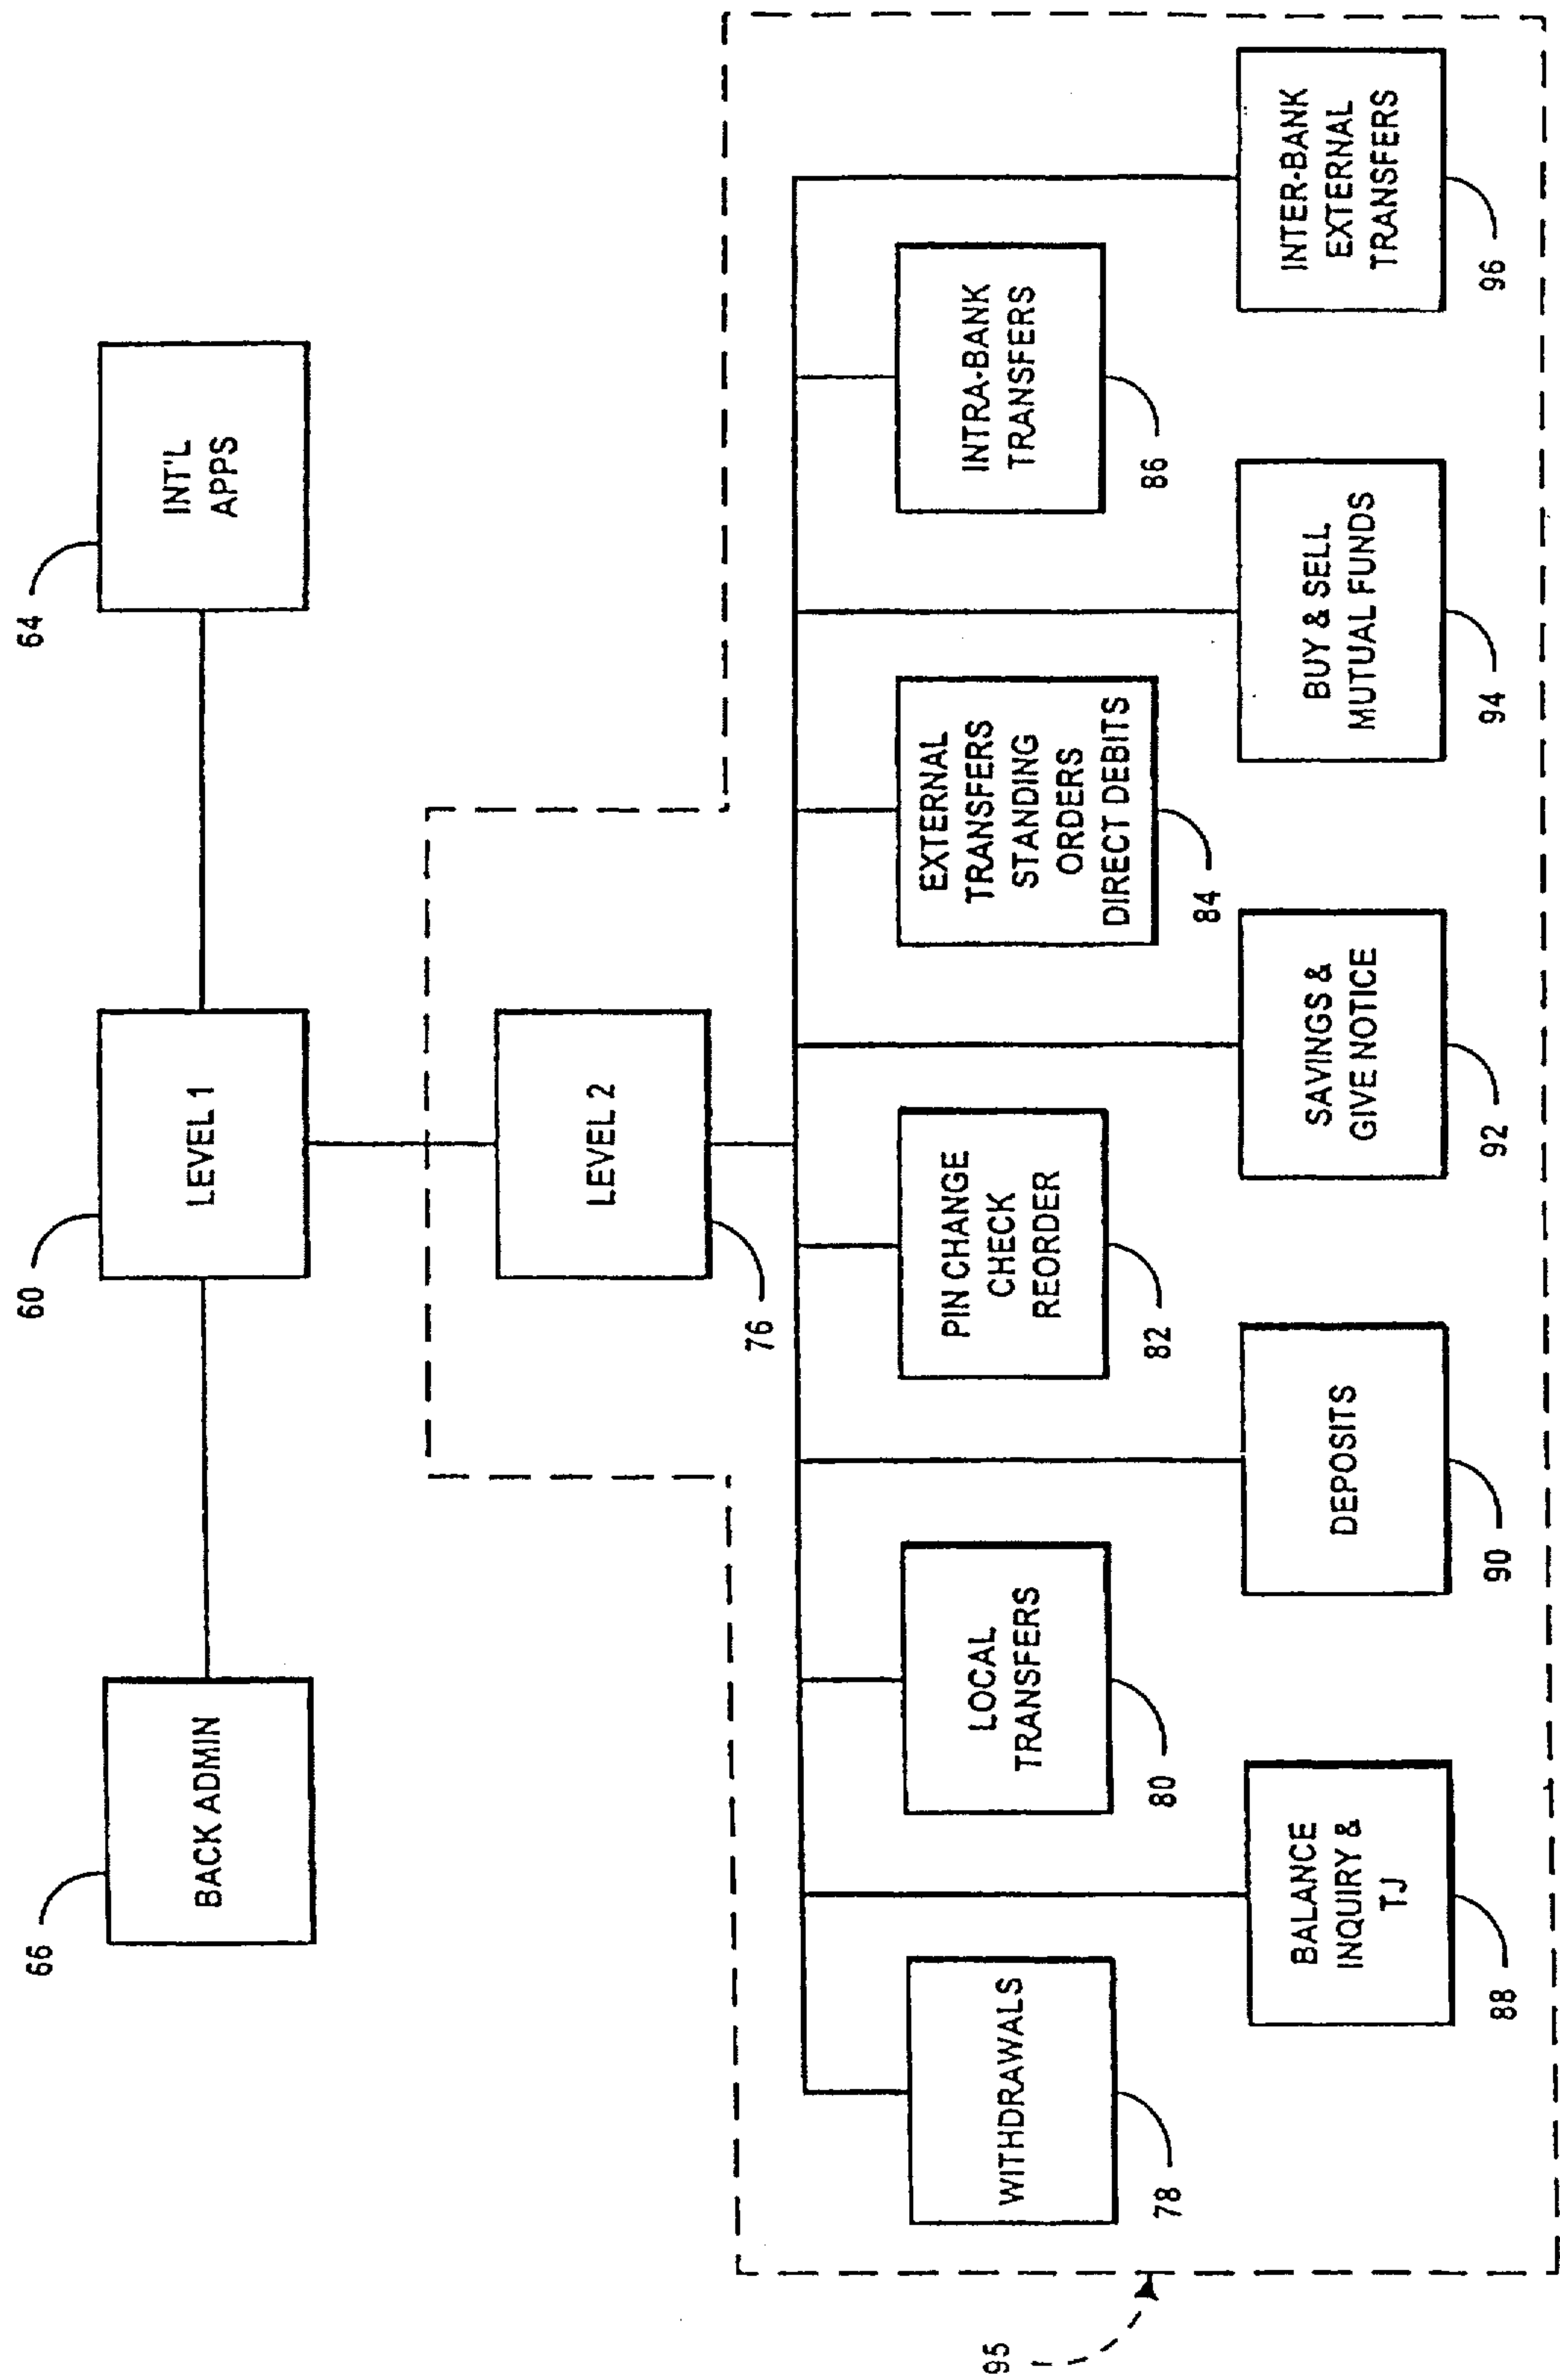 66
60
64
BACK ADMIN
LEVEL 1
INT'L
APPS
LEVEL 2
76
95
WITHDRAWALS
78
LOCAL
TRANSFERS
80
PIN CHANGE
CHECK
REORDER
82
EXTERNAL
TRANSFERS
STANDING
ORDERS
DIRECT DEBITS
84
INTRA-BANK
TRANSFERS
86
BALANCE
INQUIRY &
TJ
88
DEPOSITS
90
SAVINGS &
GIVE NOTICE
92
BUY & SELL
MUTUAL FUNDS
94
INTER-BANK
EXTERNAL
TRANSFERS
96